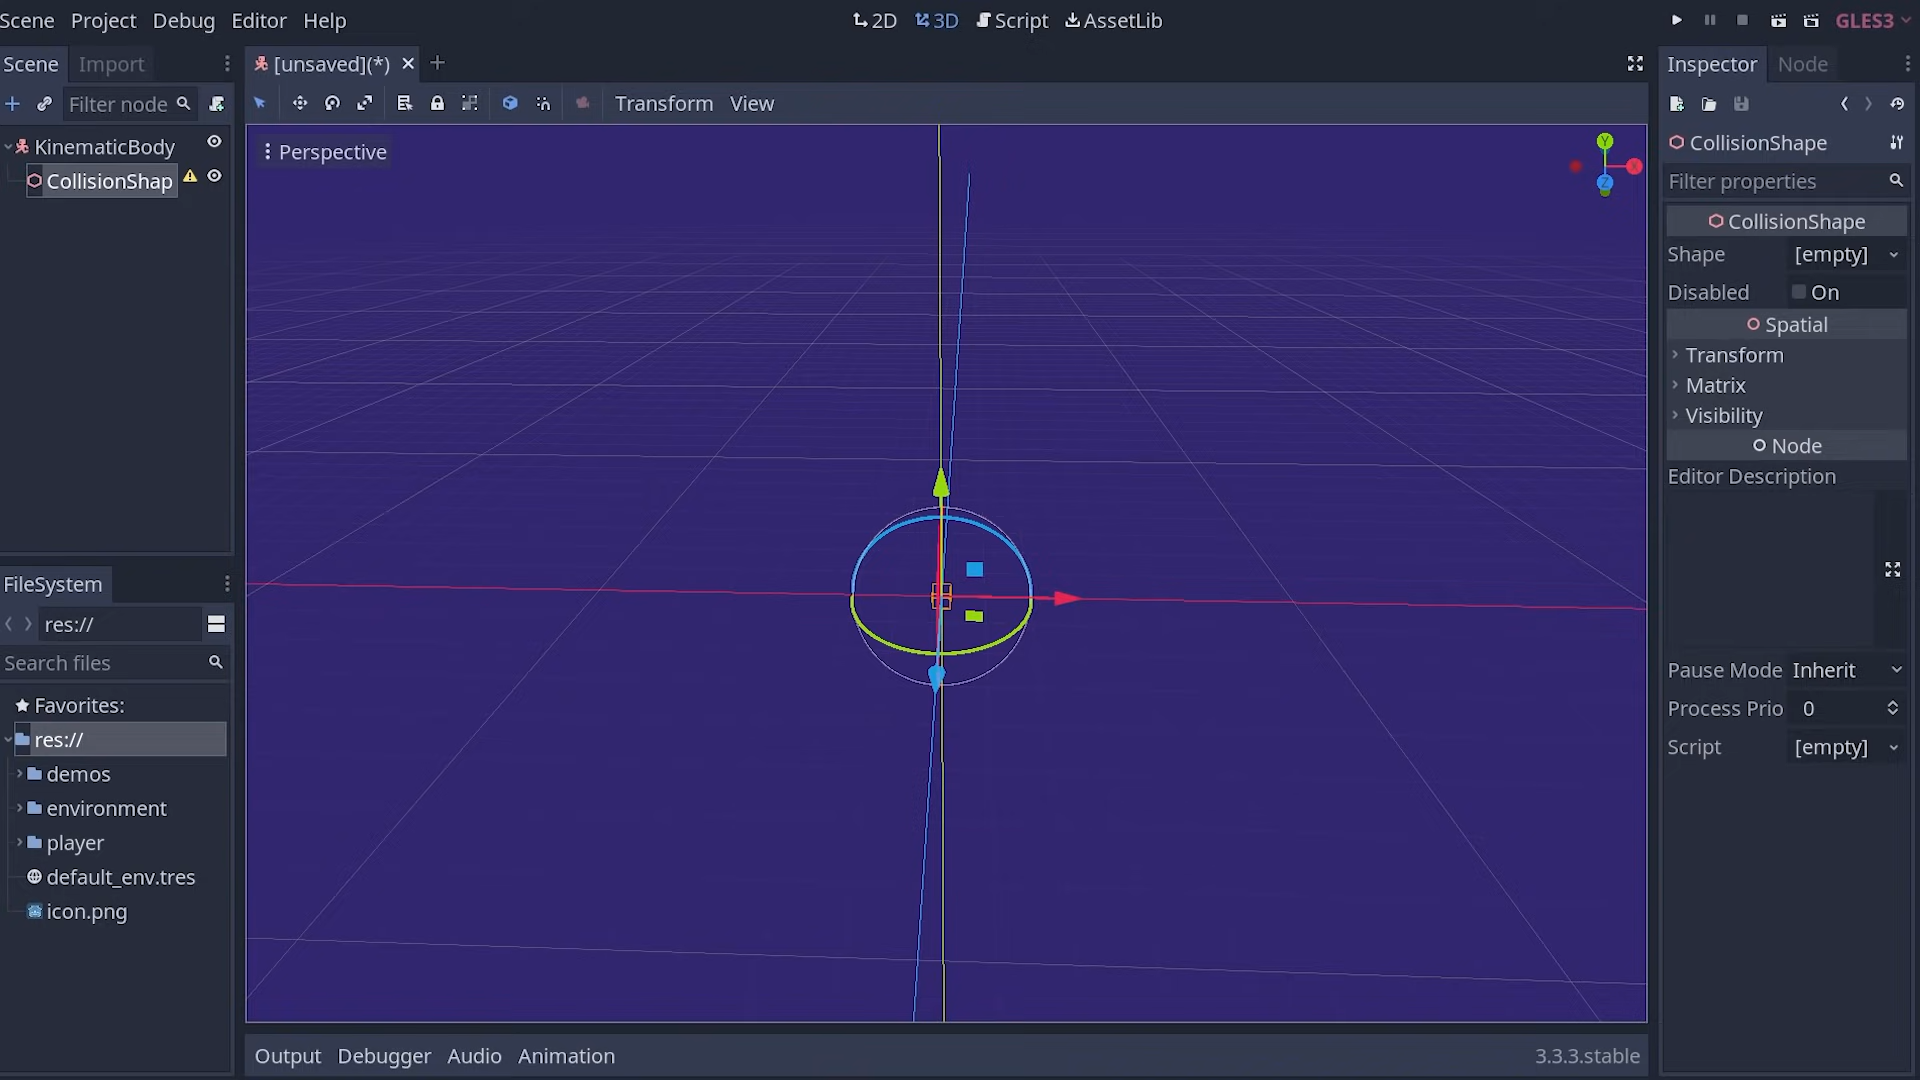 Scene Project Debug Editor Help
2D 3D Script AssetLib
GLES3
Scene Import
Filter node
KinematicBody
CollisionShap
FileSystem
res://
Search files
Favorites:
res://
demos
environment
player
default_env.tres
icon.png
[unsaved](*)
Transform View
Perspective
Y
X
Z
Output Debugger Audio Animation
3.3.3.stable
Inspector Node
CollisionShape
Filter properties
CollisionShape
Shape [empty]
Disabled On
Spatial
Transform
Matrix
Visibility
Node
Editor Description
Pause Mode Inherit
Process Prio 0
Script [empty]